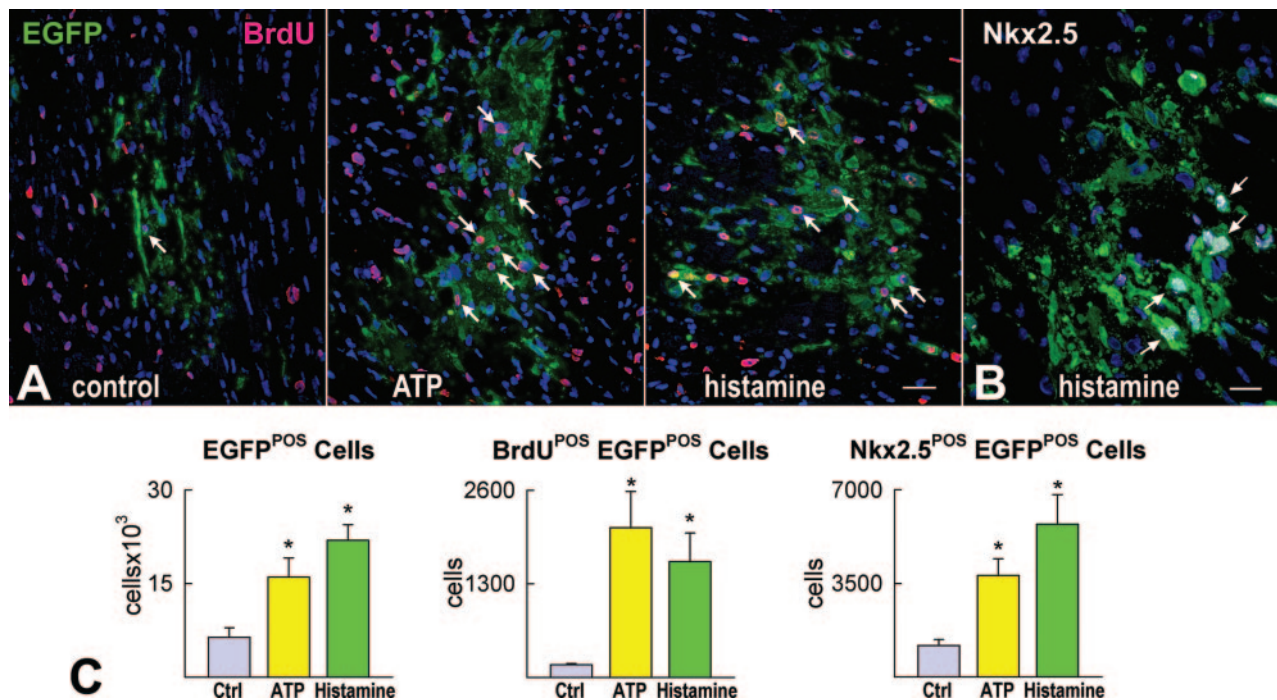 EGFP BrdU Nkx2.5
A control ATP histamine B histamine
EGFP^POS Cells BrdU^POS EGFP^POS Cells Nkx2.5^POS EGFP^POS Cells
30 2600 7000
* * * * * *
cellsx10^3 cells cells
15 1300 3500
C Ctrl ATP Histamine Ctrl ATP Histamine Ctrl ATP Histamine